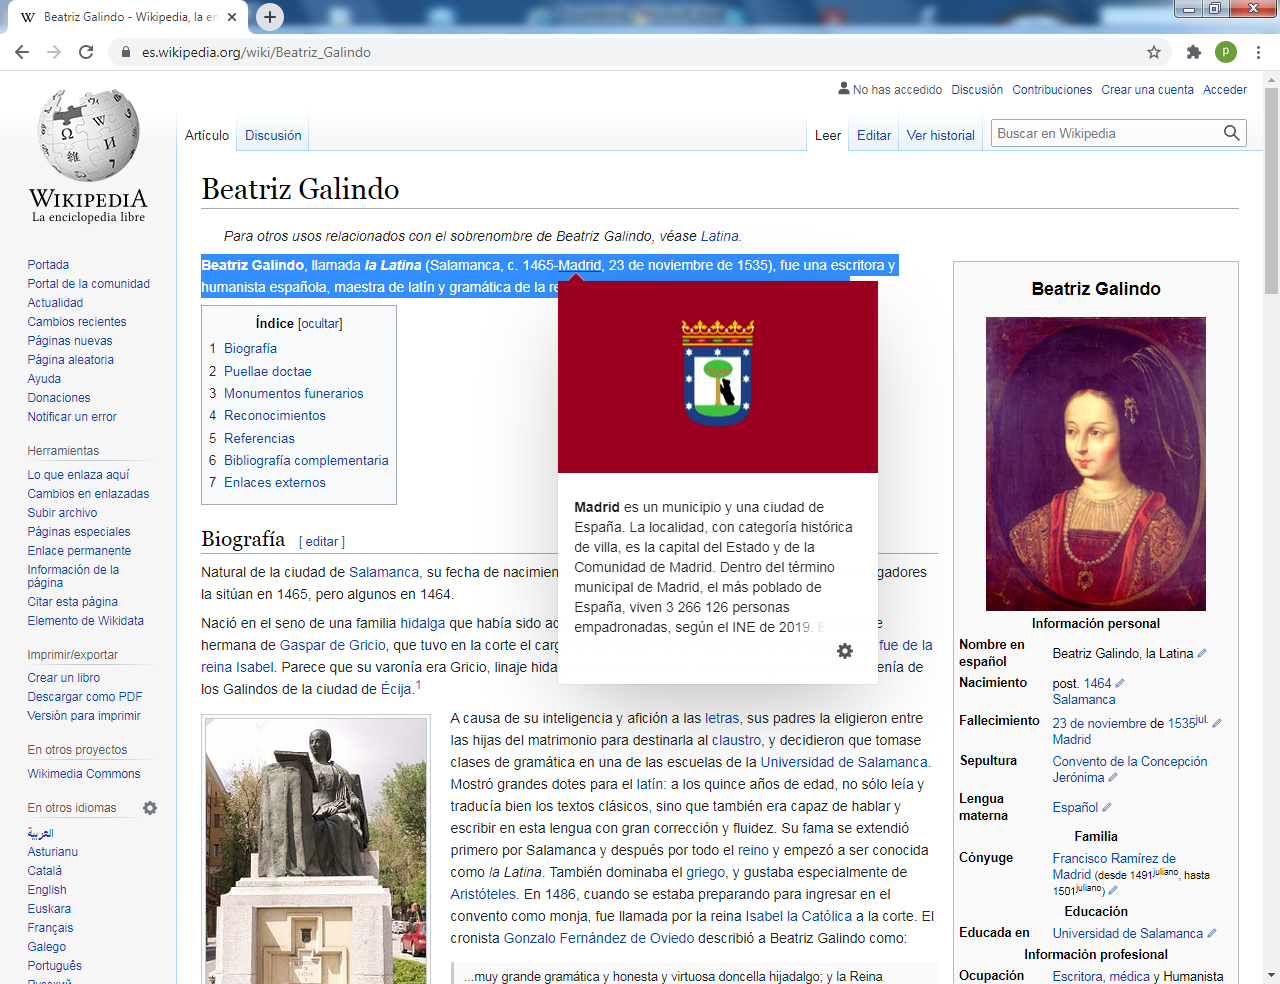 Beatriz Galindo - Wikipedia, la en
es.wikipedia.org/wiki/Beatriz_Galindo
P
No has accedido Discusión Contribuciones Crear una cuenta Acceder
WIKIPEDIA
La enciclopedia libre
Artículo Discusión Leer Editar Ver historial Buscar en Wikipedia
Beatriz Galindo
Para otros usos relacionados con el sobrenombre de Beatriz Galindo, véase Latina.
Beatriz Galindo, llamada la Latina (Salamanca, c. 1465-Madrid, 23 de noviembre de 1535), fue una escritora y
humanista española, maestra de latín y gramática de la re
Índice [ocultar]
1 Biografía
2 Puellae doctae
3 Monumentos funerarios
4 Reconocimientos
5 Referencias
6 Bibliografía complementaria
7 Enlaces externos
Madrid es un municipio y una ciudad de
España. La localidad, con categoría histórica
de villa, es la capital del Estado y de la
Comunidad de Madrid. Dentro del término
municipal de Madrid, el más poblado de
España, viven 3 266 126 personas
empadronadas, según el INE de 2019. E
Biografía [ editar ]
Natural de la ciudad de Salamanca, su fecha de nacimien gadores
la sitúan en 1465, pero algunos en 1464.
Nació en el seno de una familia hidalga que había sido ac e
hermana de Gaspar de Gricio, que tuvo en la corte el carg fue de la
reina Isabel. Parece que su varonía era Gricio, linaje hida enía de
los Galindos de la ciudad de Écija.1
A causa de su inteligencia y afición a las letras, sus padres la eligieron entre
las hijas del matrimonio para destinarla al claustro, y decidieron que tomase
clases de gramática en una de las escuelas de la Universidad de Salamanca.
Mostró grandes dotes para el latín: a los quince años de edad, no sólo leía y
traducía bien los textos clásicos, sino que también era capaz de hablar y
escribir en esta lengua con gran corrección y fluidez. Su fama se extendió
primero por Salamanca y después por todo el reino y empezó a ser conocida
como la Latina. También dominaba el griego, y gustaba especialmente de
Aristóteles. En 1486, cuando se estaba preparando para ingresar en el
convento como monja, fue llamada por la reina Isabel la Católica a la corte. El
cronista Gonzalo Fernández de Oviedo describió a Beatriz Galindo como:
...muy grande gramática y honesta y virtuosa doncella hijadalgo; y la Reina
Beatriz Galindo
Información personal
Nombre en español Beatriz Galindo, la Latina
Nacimiento post. 1464
Salamanca
Fallecimiento 23 de noviembre de 1535jul.
Madrid
Sepultura Convento de la Concepción
Jerónima
Lengua materna Español
Familia
Cónyuge Francisco Ramírez de
Madrid (desde 1491juliano, hasta
1501juliano)
Educación
Educada en Universidad de Salamanca
Información profesional
Ocupación Escritora, médica y Humanista
Portada
Portal de la comunidad
Actualidad
Cambios recientes
Páginas nuevas
Página aleatoria
Ayuda
Donaciones
Notificar un error
Herramientas
Lo que enlaza aquí
Cambios en enlazadas
Subir archivo
Páginas especiales
Enlace permanente
Información de la
página
Citar esta página
Elemento de Wikidata
Imprimir/exportar
Crear un libro
Descargar como PDF
Versión para imprimir
En otros proyectos
Wikimedia Commons
En otros idiomas
العربية
Asturianu
Català
English
Euskara
Français
Galego
Português
Русский